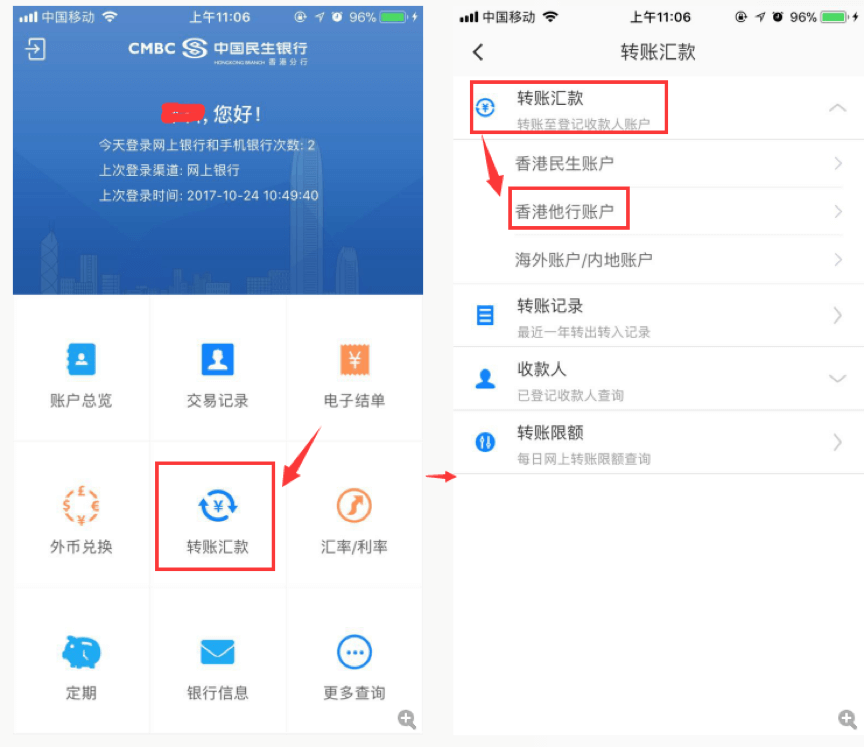 中国移动 上午11:06 96%
CMBC 中国民生银行
HONG KONG BRANCH 香港分行
, 您好!
今天登录网上银行和手机银行次数: 2
上次登录渠道: 网上银行
上次登录时间: 2017-10-24 10:49:40
账户总览 交易记录 电子结单
外币兑换 转账汇款 汇率/利率
定期 银行信息 更多查询
中国移动 上午11:06 96%
转账汇款
转账汇款
转账至登记收款人账户
香港民生账户
香港他行账户
海外账户/内地账户
转账记录
最近一年转出转入记录
收款人
已登记收款人查询
转账限额
每日网上转账限额查询